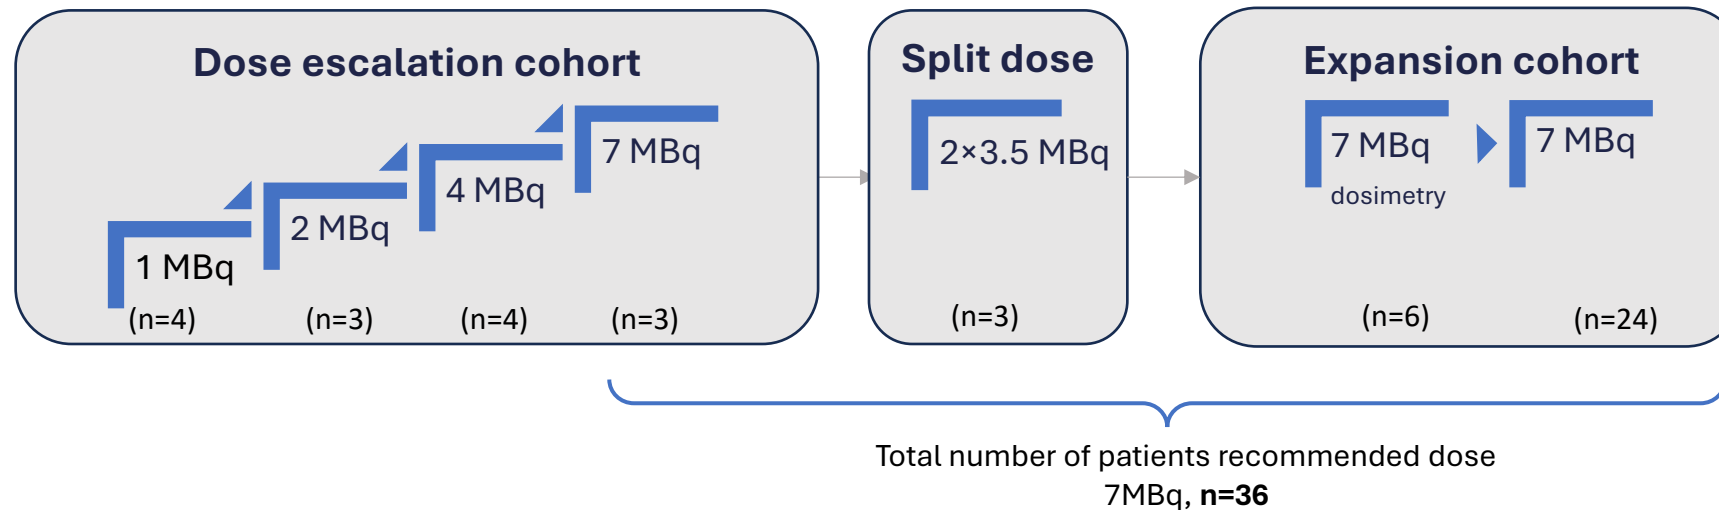 Dose escalation cohort
1 MBq
(n=4)
2 MBq
(n=3)
4 MBq
(n=4)
7 MBq
(n=3)
Split dose
2×3.5 MBq
(n=3)
Expansion cohort
7 MBq
dosimetry
(n=6)
7 MBq
(n=24)
Total number of patients recommended dose
7MBq, n=36